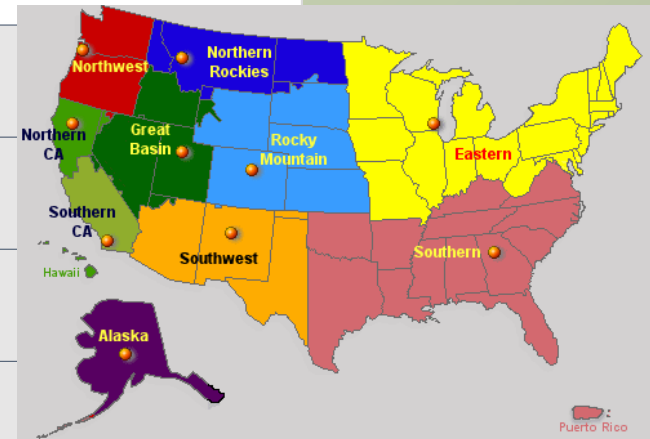 Northern
Rockies
Northwest
Northern
CA
Great
Basin
Rocky
Mountain
Eastern
Southern
CA
Southwest
Southern
Hawaii
Alaska
Puerto Rico